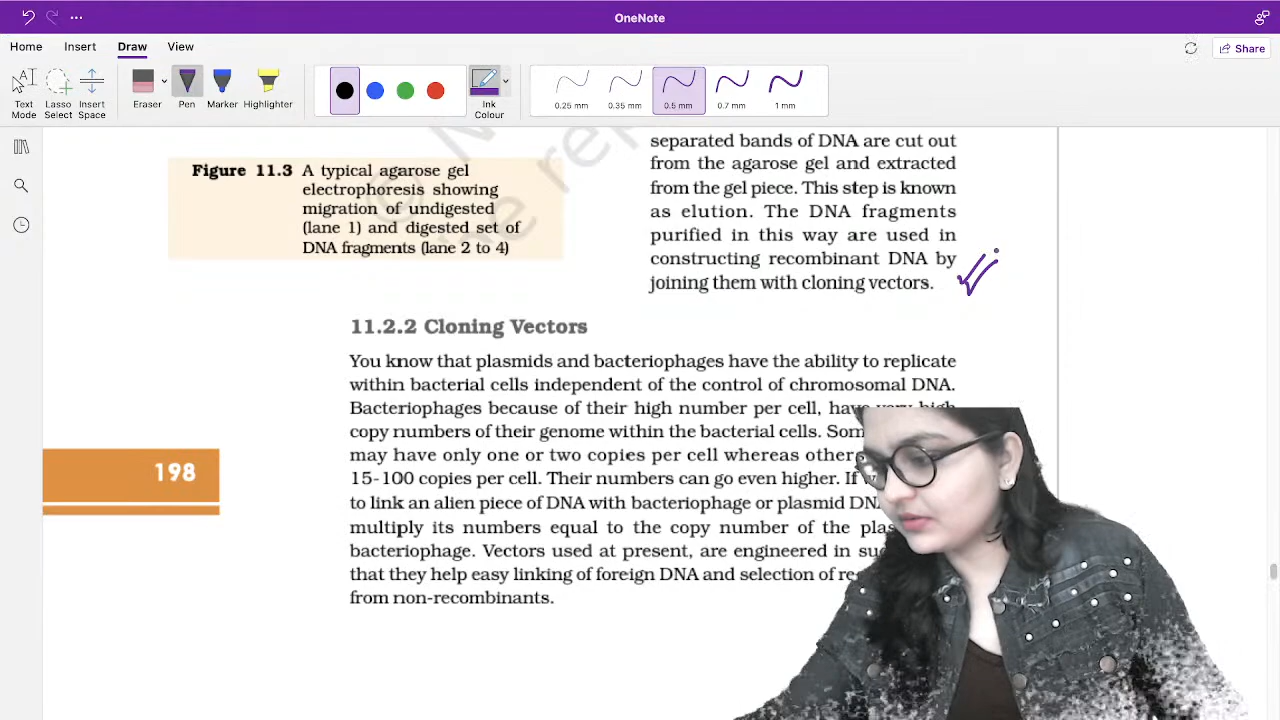 OneNote
Home Insert Draw View
Share
Text Mode
Lasso Select
Insert Space
Eraser
Pen
Marker
Highlighter
Ink Colour
0.25 mm
0.35 mm
0.5 mm
0.7 mm
1 mm
Figure 11.3 A typical agarose gel
electrophoresis showing
migration of undigested
(lane 1) and digested set of
DNA fragments (lane 2 to 4)
separated bands of DNA are cut out
from the agarose gel and extracted
from the gel piece. This step is known
as elution. The DNA fragments
purified in this way are used in
constructing recombinant DNA by
joining them with cloning vectors.
11.2.2 Cloning Vectors
You know that plasmids and bacteriophages have the ability to replicate
within bacterial cells independent of the control of chromosomal DNA.
Bacteriophages because of their high number per cell, have very high
copy numbers of their genome within the bacterial cells.
may have only one or two copies per cell whereas
15-100 copies per cell. Their numbers can go even higher. If
to link an alien piece of DNA with bacteriophage or plasmid
multiply its numbers equal to the copy number of the
bacteriophage. Vectors used at present, are engineered in
that they help easy linking of foreign DNA and selection of
from non-recombinants.
198